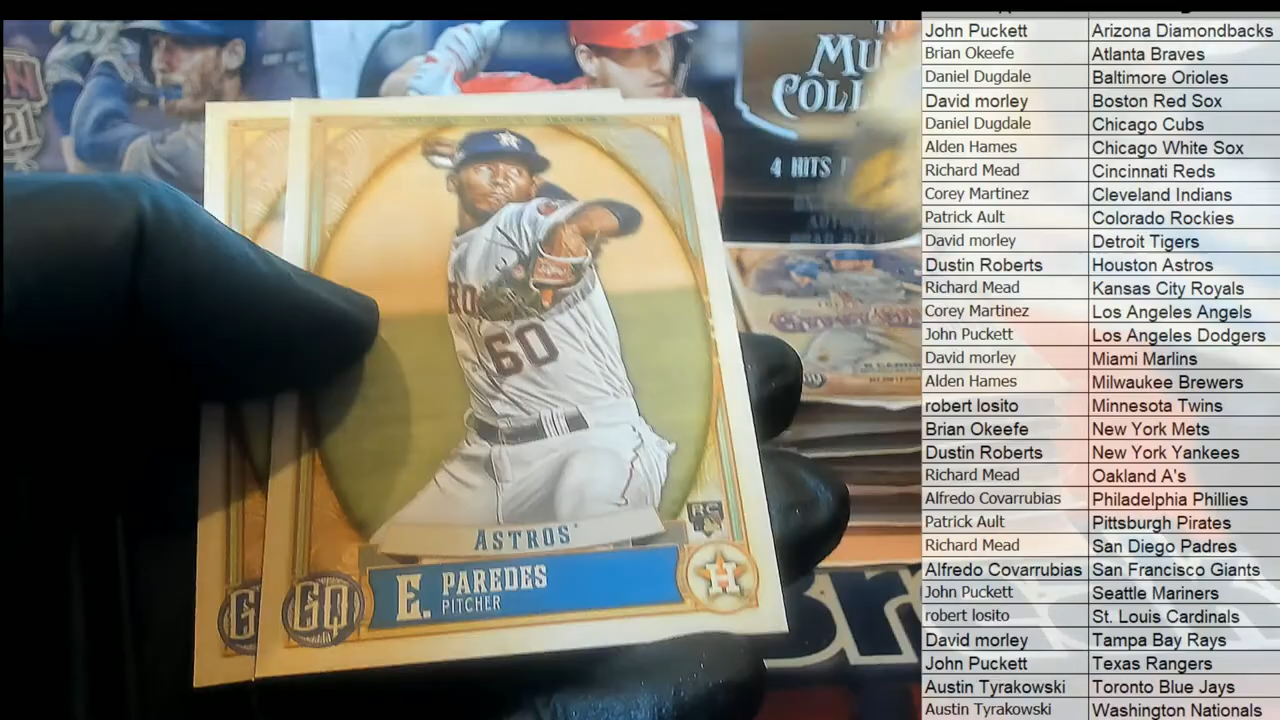 MU
COLL
4 HITS
60
ASTROS
E. PAREDES
PITCHER
RC
H
GQ
G
John Puckett Arizona Diamondbacks
Brian Okeefe Atlanta Braves
Daniel Dugdale Baltimore Orioles
David morley Boston Red Sox
Daniel Dugdale Chicago Cubs
Alden Hames Chicago White Sox
Richard Mead Cincinnati Reds
Corey Martinez Cleveland Indians
Patrick Ault Colorado Rockies
David morley Detroit Tigers
Dustin Roberts Houston Astros
Richard Mead Kansas City Royals
Corey Martinez Los Angeles Angels
John Puckett Los Angeles Dodgers
David morley Miami Marlins
Alden Hames Milwaukee Brewers
robert losito Minnesota Twins
Brian Okeefe New York Mets
Dustin Roberts New York Yankees
Richard Mead Oakland A's
Alfredo Covarrubias Philadelphia Phillies
Patrick Ault Pittsburgh Pirates
Richard Mead San Diego Padres
Alfredo Covarrubias San Francisco Giants
John Puckett Seattle Mariners
robert losito St. Louis Cardinals
David morley Tampa Bay Rays
John Puckett Texas Rangers
Austin Tyrakowski Toronto Blue Jays
Austin Tyrakowski Washington Nationals